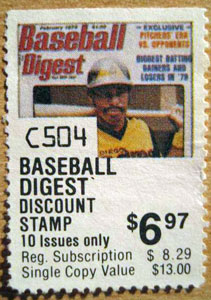 February 1979 $1.00
Baseball
Digest
EXCLUSIVE
PITCHERS ERA
VS. OPPONENTS
BIGGEST BATTING
GAINERS AND
LOSERS IN '78
C504
BASEBALL
DIGEST
DISCOUNT
STAMP
10 Issues only
$6.97
Reg. Subscription $ 8.29
Single Copy Value $13.00